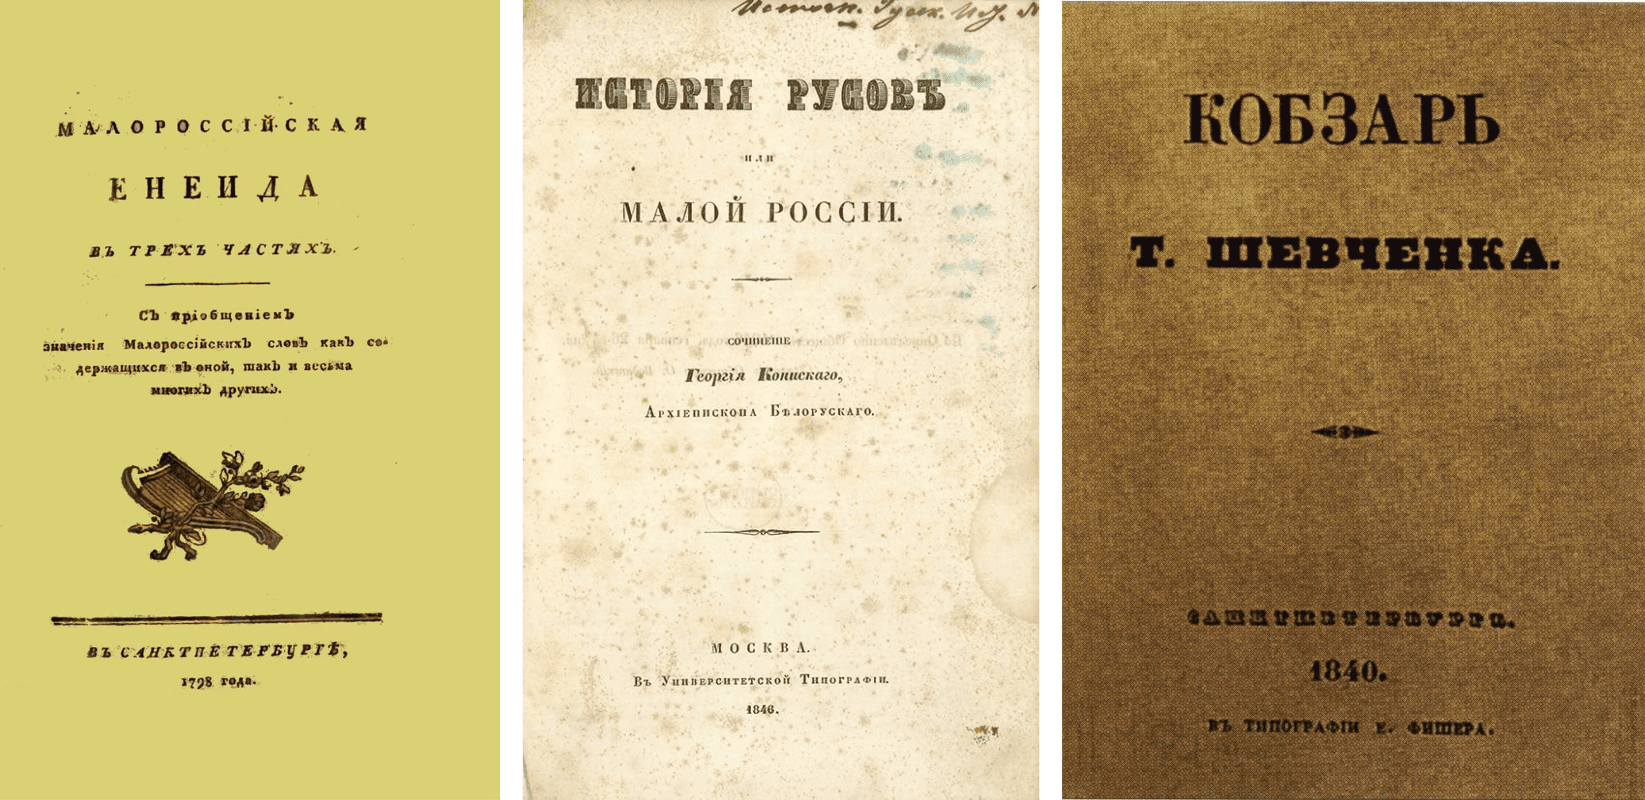 МАЛОРОССІЙСКАЯ
ЕНЕИДА
ВЪ ТРЕХЪ ЧАСТЯХЪ.
Съ пріобщеніемъ
значенія Малороссійскихъ словъ какъ со-
держащихся въ оной, такъ и весьма
многихъ другихъ.
ВЪ САНКТПЕТЕРБУРГѢ,
1798 года.
ИСТОРІЯ РУСОВЪ
ИЛИ
МАЛОЙ РОССІИ.
СОЧИНЕНІЕ
Георгія Конискаго,
АРХІЕПИСКОПА БѢЛОРУСКАГО.
МОСКВА.
ВЪ УНИВЕРСИТЕТСКОЙ ТИПОГРАФІИ.
1846.
КОБЗАРЬ
Т. ШЕВЧЕНКА.
САНКТПЕТЕРБУРГЪ.
1840.
ВЪ ТИПОГРАФІИ Е. ФИШЕРА.